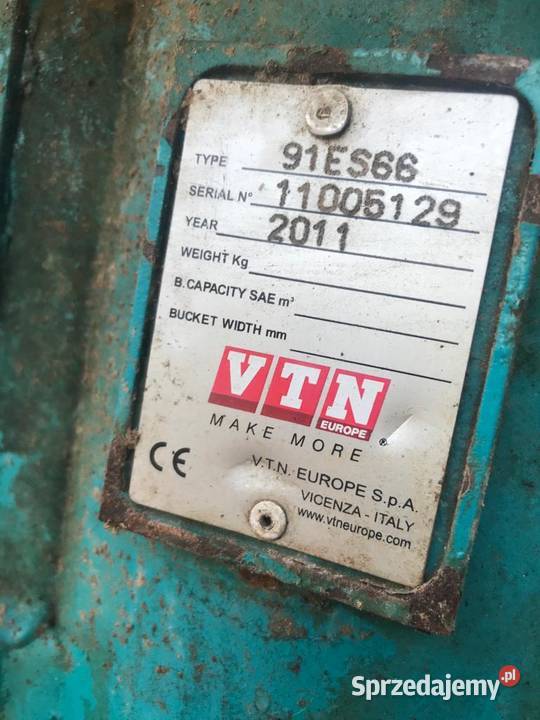 TYPE 91ES66
SERIAL N° 11005129
YEAR 2011
WEIGHT Kg
B. CAPACITY SAE m³
BUCKET WIDTH mm
VTN
EUROPE
MAKE MORE ®
CE
V.T.N. EUROPE S.p.A.
VICENZA - ITALY
www.vtneurope.com
Sprzedajemy.pl